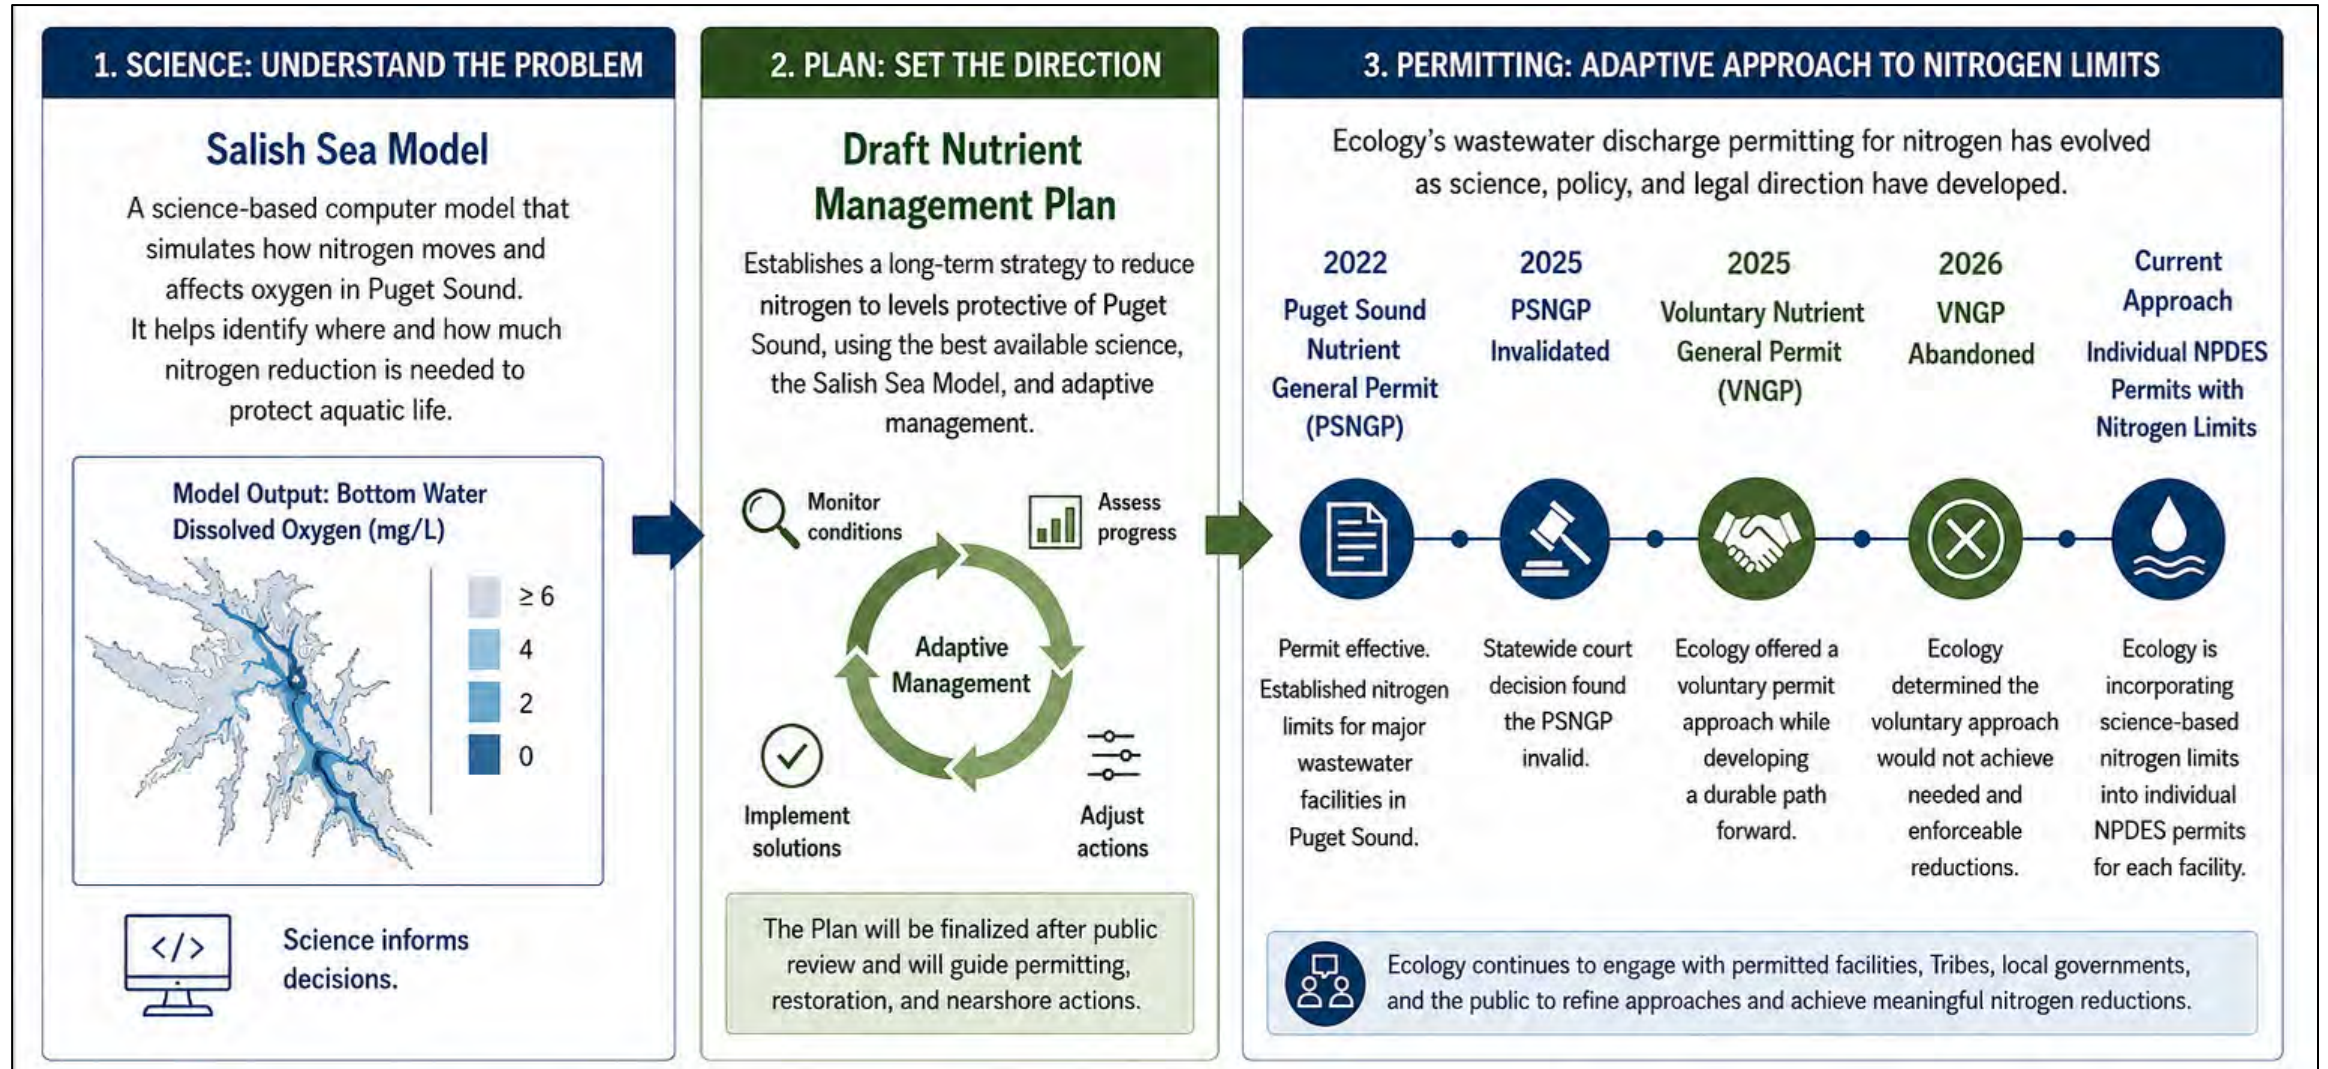 1. SCIENCE: UNDERSTAND THE PROBLEM
Salish Sea Model
A science-based computer model that
simulates how nitrogen moves and
affects oxygen in Puget Sound.
It helps identify where and how much
nitrogen reduction is needed to
protect aquatic life.
Model Output: Bottom Water
Dissolved Oxygen (mg/L)
≥ 6
4
2
0
</>
Science informs
decisions.
2. PLAN: SET THE DIRECTION
Draft Nutrient
Management Plan
Establishes a long-term strategy to reduce
nitrogen to levels protective of Puget
Sound, using the best available science,
the Salish Sea Model, and adaptive
management.
Monitor
conditions
Assess
progress
Adaptive
Management
Implement
solutions
Adjust
actions
The Plan will be finalized after public
review and will guide permitting,
restoration, and nearshore actions.
3. PERMITTING: ADAPTIVE APPROACH TO NITROGEN LIMITS
Ecology's wastewater discharge permitting for nitrogen has evolved
as science, policy, and legal direction have developed.
2022
Puget Sound
Nutrient
General Permit
(PSNGP)
Permit effective.
Established nitrogen
limits for major
wastewater
facilities in
Puget Sound.
2025
PSNGP
Invalidated
Statewide court
decision found
the PSNGP
invalid.
2025
Voluntary Nutrient
General Permit
(VNGP)
Ecology offered a
voluntary permit
approach while
developing
a durable path
forward.
2026
VNGP
Abandoned
Ecology
determined the
voluntary approach
would not achieve
needed and
enforceable
reductions.
Current
Approach
Individual NPDES
Permits with
Nitrogen Limits
Ecology is
incorporating
science-based
nitrogen limits
into individual
NPDES permits
for each facility.
Ecology continues to engage with permitted facilities, Tribes, local governments,
and the public to refine approaches and achieve meaningful nitrogen reductions.